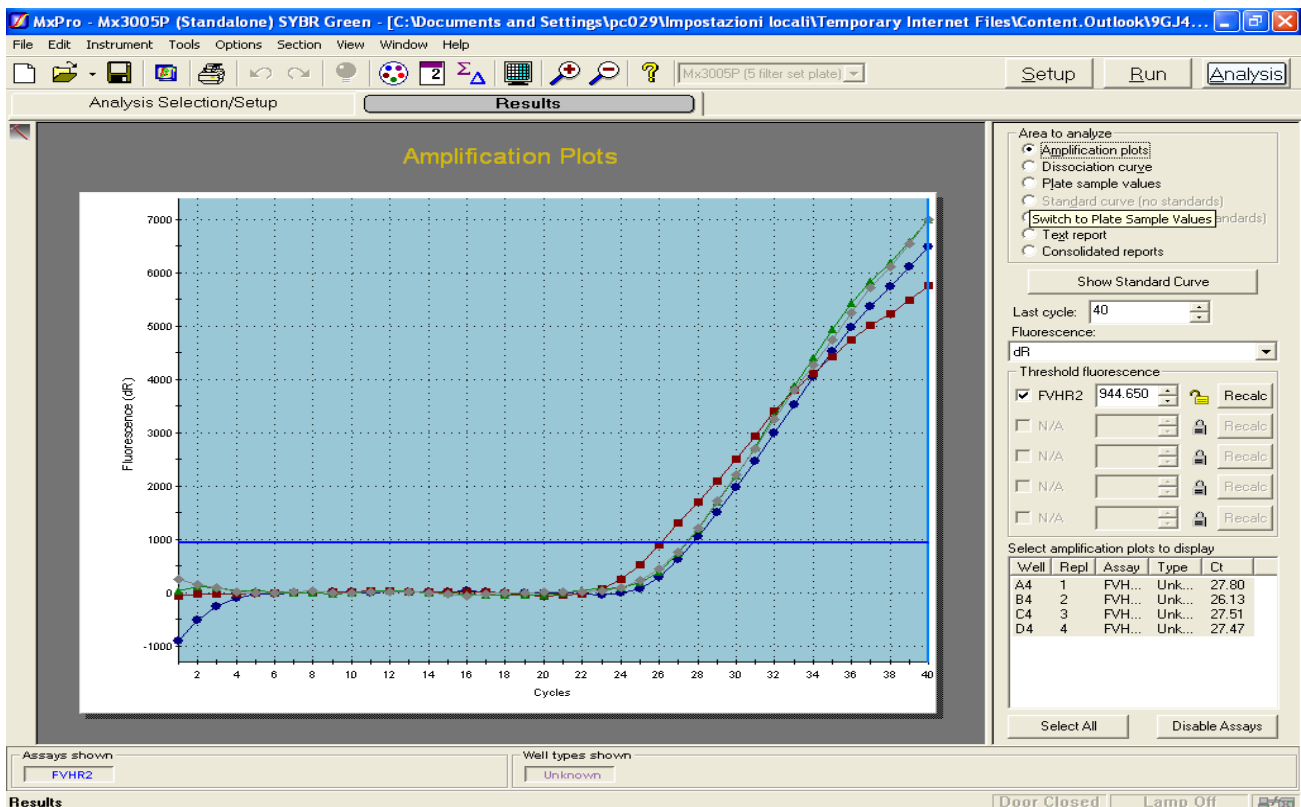 MxPro - Mx3005P (Standalone) SYBR Green - [C:\Documents and Settings\pc029\Impostazioni locali\Temporary Internet Files\Content.Outlook\9GJ4...
File Edit Instrument Tools Options Section View Window Help
Mx3005P (5 filter set plate)
Setup Run Analysis
Analysis Selection/Setup Results
Amplification Plots
7000
6000
5000
4000
3000
2000
1000
0
-1000
Fluorescence (dR)
2 4 6 8 10 12 14 16 18 20 22 24 26 28 30 32 34 36 38 40
Cycles
Area to analyze
Amplification plots
Dissociation curve
Plate sample values
Standard curve (no standards)
Switch to Plate Sample Values andards)
Text report
Consolidated reports
Show Standard Curve
Last cycle: 40
Fluorescence:
dR
Threshold fluorescence
FVHR2 944.650 Recalc
N/A Recalc
N/A Recalc
N/A Recalc
N/A Recalc
Select amplification plots to display
Well Repl Assay Type Ct
A4 1 FVH... Unk... 27.80
B4 2 FVH... Unk... 26.13
C4 3 FVH... Unk... 27.51
D4 4 FVH... Unk... 27.47
Select All Disable Assays
Assays shown
FVHR2
Well types shown
Unknown
Results
Door Closed Lamp Off